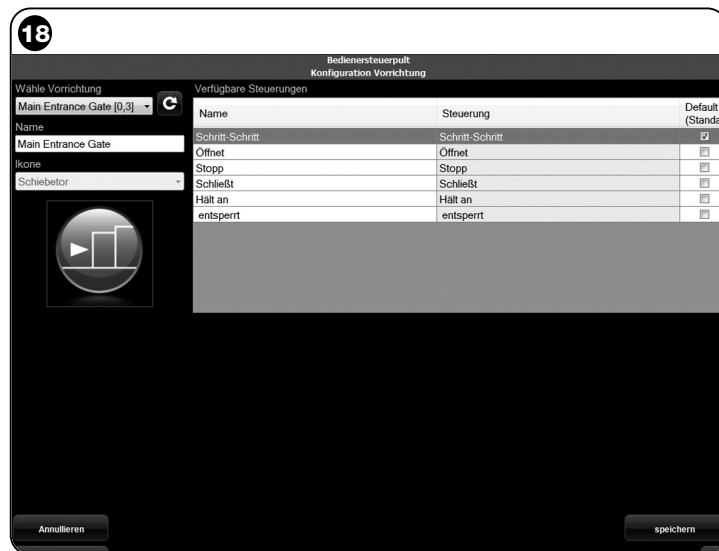 18
Bedienersteuerpult
Konfiguration Vorrichtung
Wähle Vorrichtung
Main Entrance Gate [0,3]
Name
Main Entrance Gate
Ikone
Schiebetor
Verfügbare Steuerungen
Name Steuerung Default
(Standa
Schritt-Schritt Schritt-Schritt
Öffnet Öffnet
Stopp Stopp
Schließt Schließt
Hält an Hält an
entsperrt entsperrt
Annullieren speichern